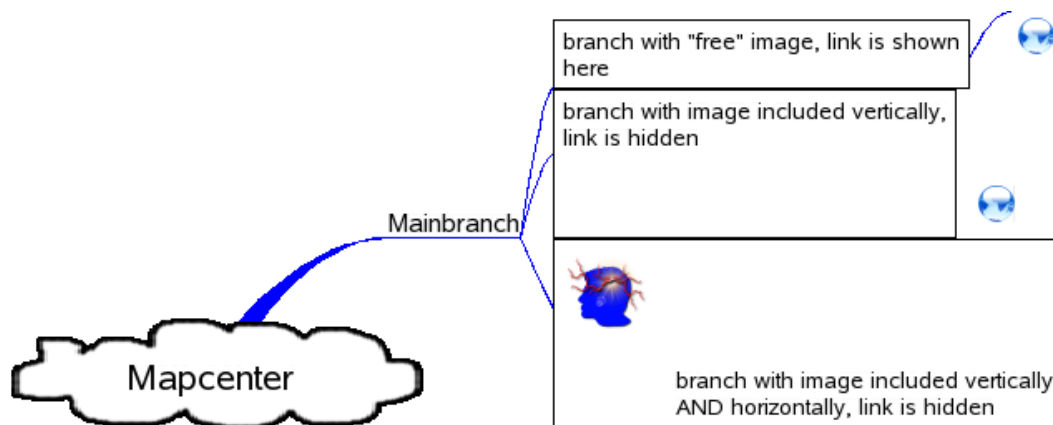 branch with "free" image, link is shown
here
branch with image included vertically,
link is hidden
Mainbranch
Mapcenter
branch with image included vertically
AND horizontally, link is hidden